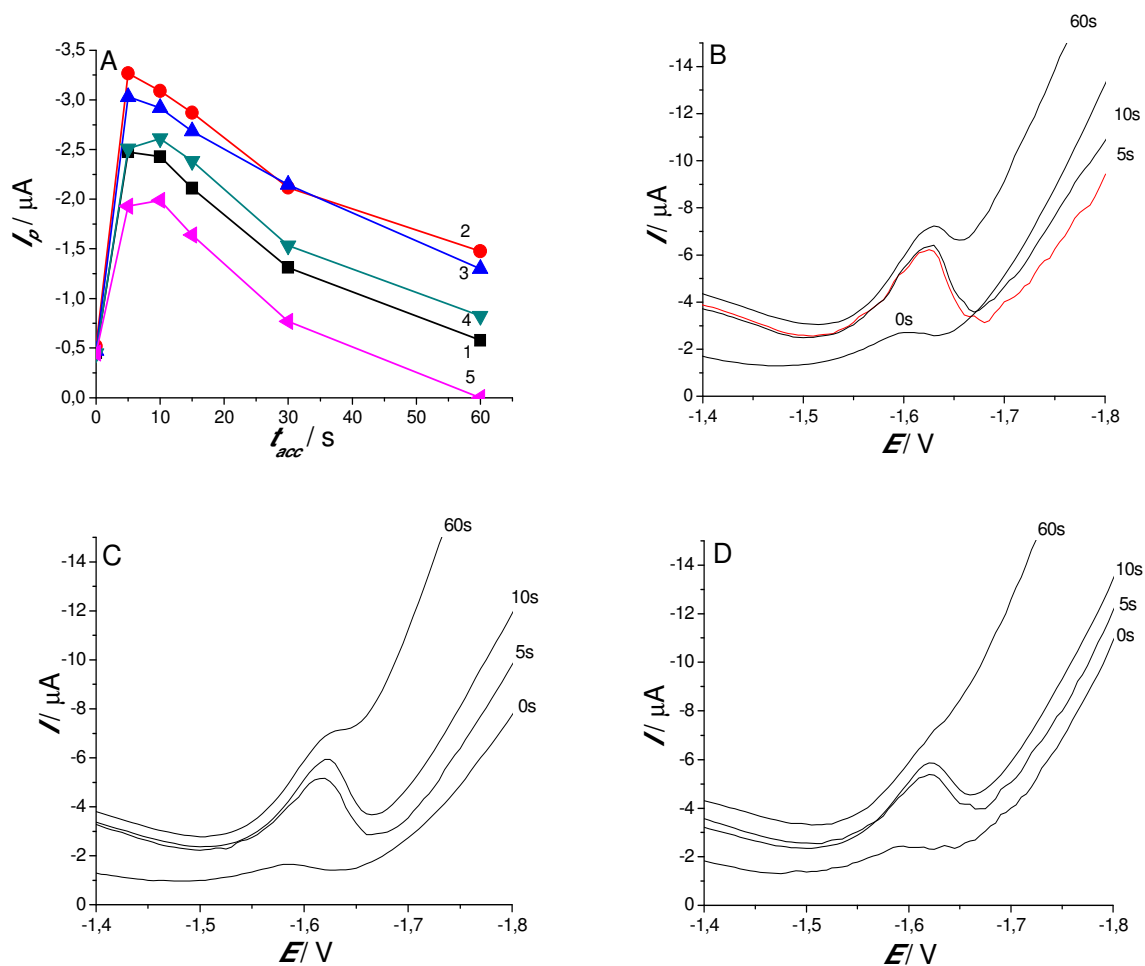 A
-3,5
-3,0
-2,5
-2,0
-1,5
-1,0
-0,5
0,0
I_p / µA
2
3
4
1
5
0 10 20 30 40 50 60
t_acc / s
B
60s
10s
5s
0s
-14
-12
-10
-8
-6
-4
-2
0
I / µA
-1,4 -1,5 -1,6 -1,7 -1,8
E / V
C
60s
10s
5s
0s
-14
-12
-10
-8
-6
-4
-2
0
I / µA
-1,4 -1,5 -1,6 -1,7 -1,8
E / V
D
60s
10s
5s
0s
-14
-12
-10
-8
-6
-4
-2
0
I / µA
-1,4 -1,5 -1,6 -1,7 -1,8
E / V